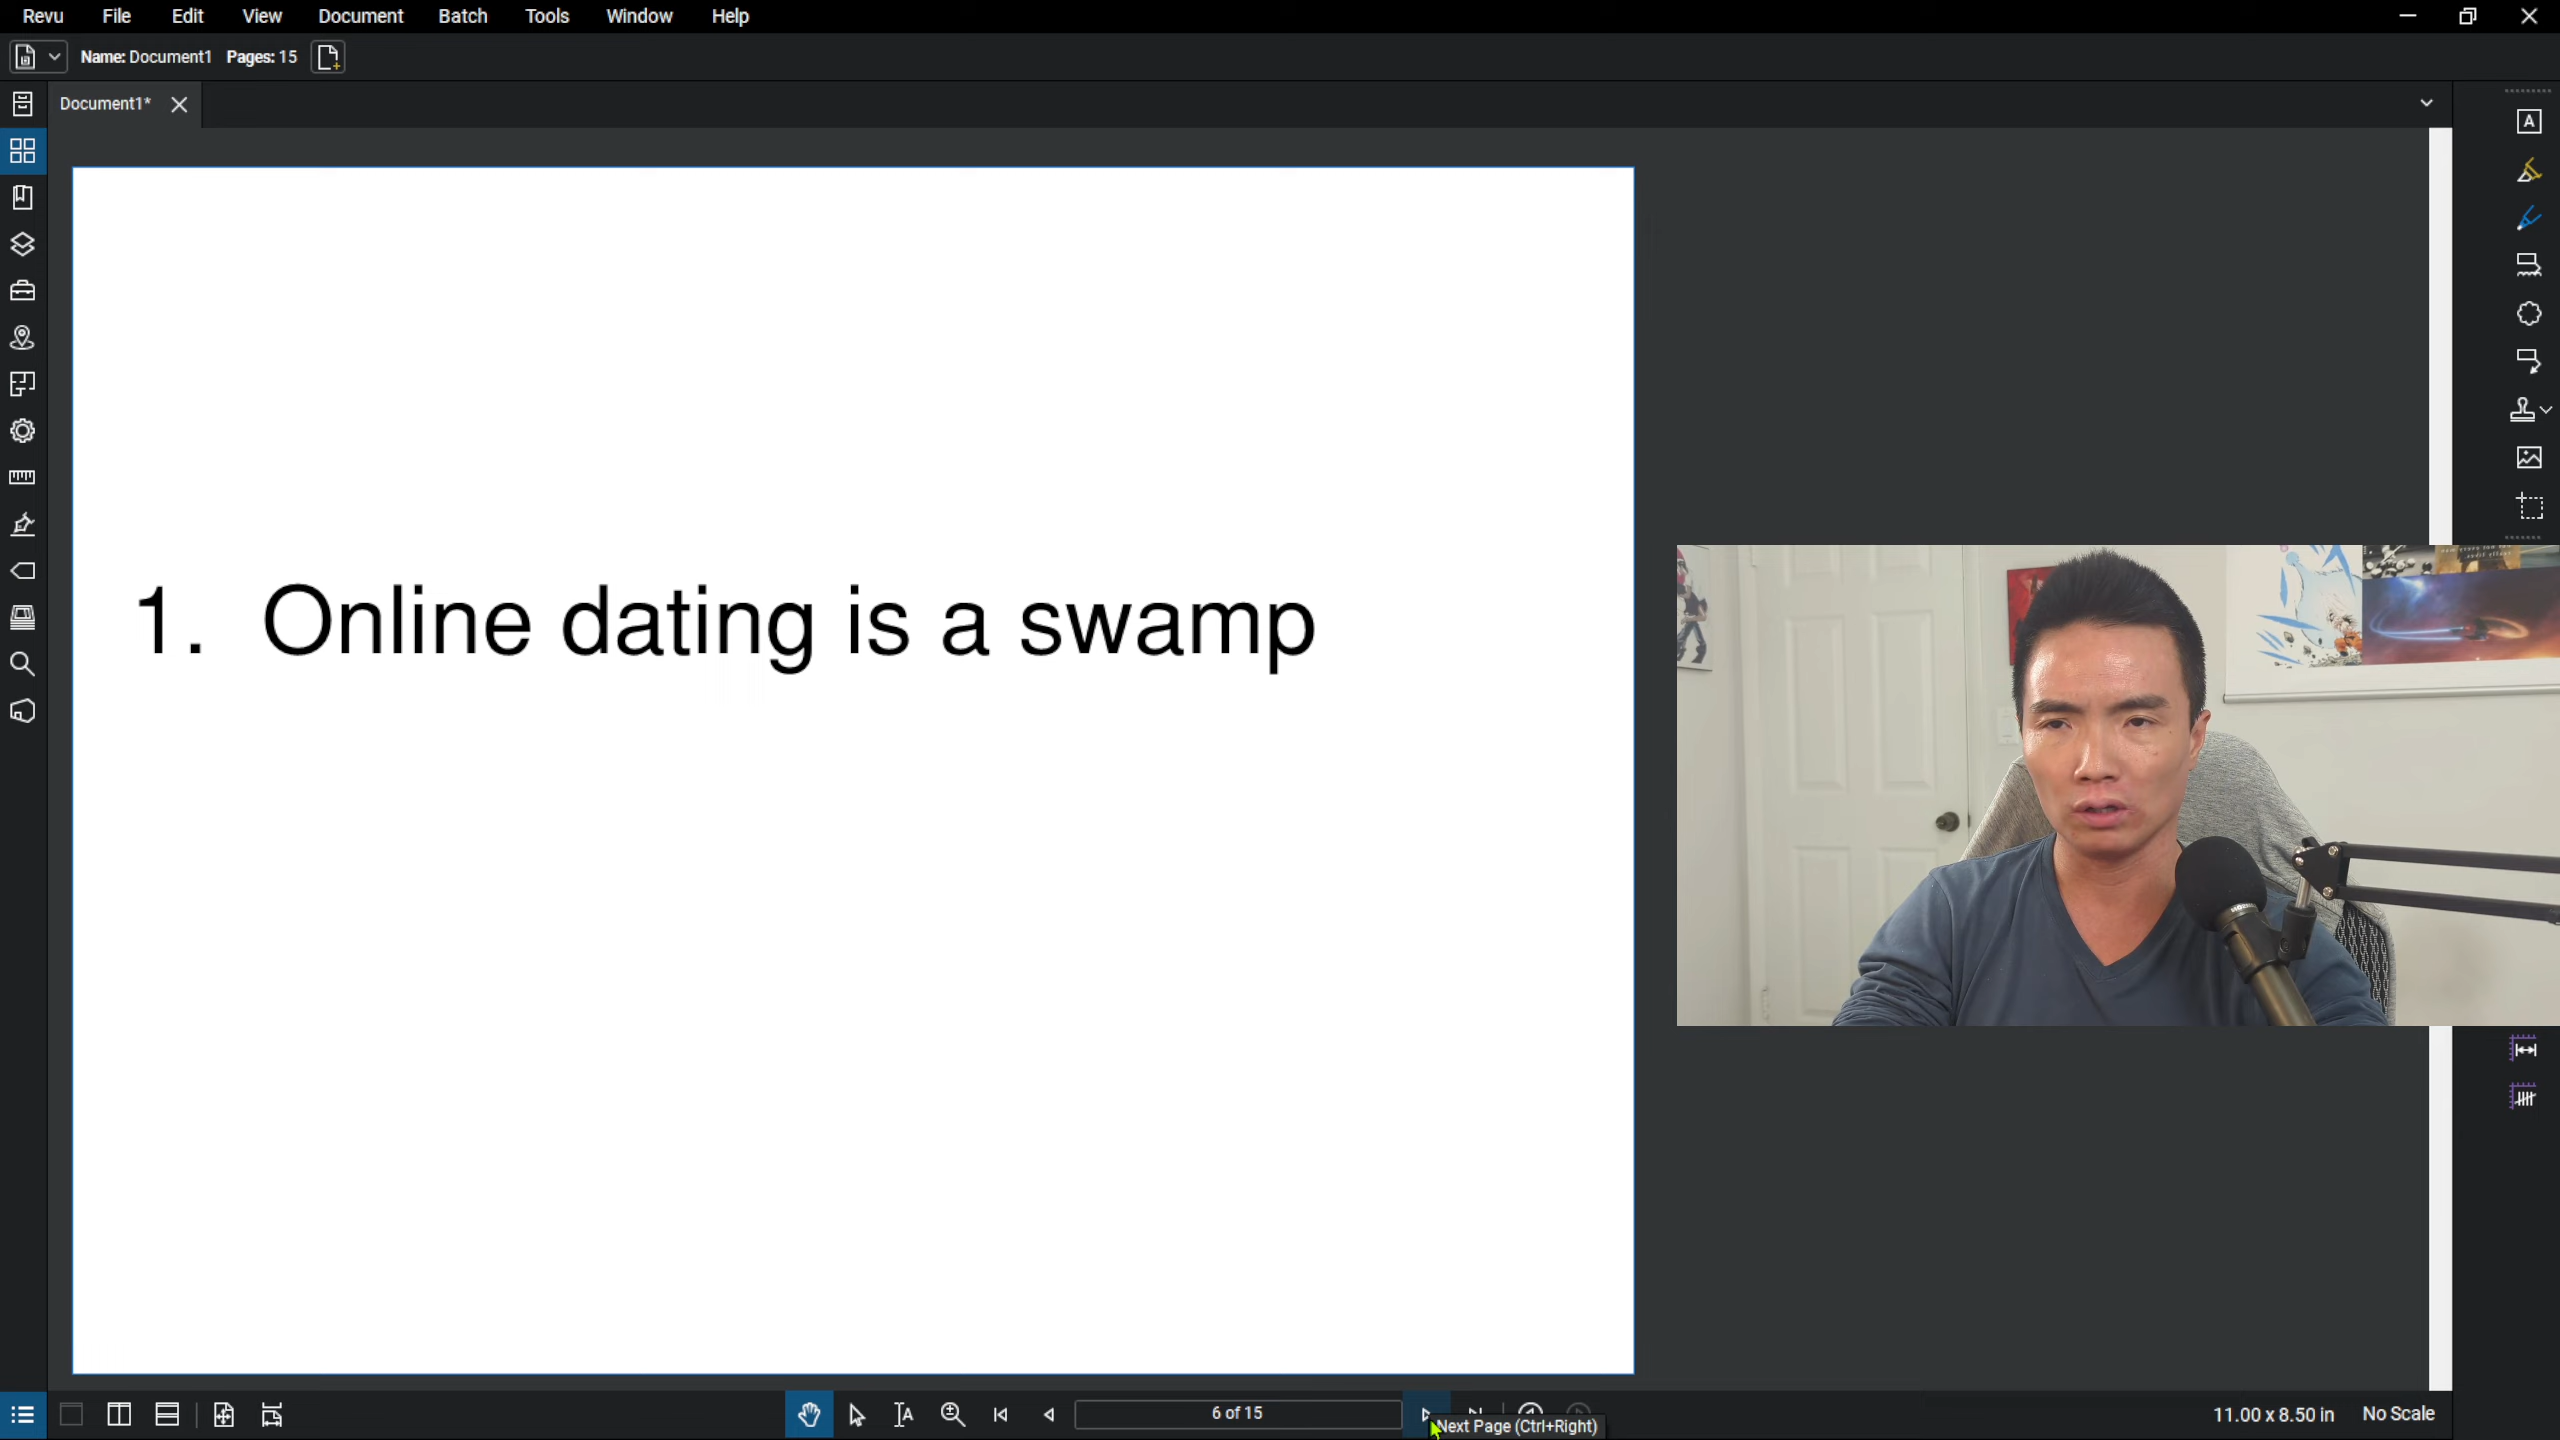 Revu File Edit View Document Batch Tools Window Help
Name: Document1 Pages: 15
Document1*
A
1. Online dating is a swamp
A
6 of 15
Next Page (Ctrl+Right)
11.00 x 8.50 in No Scale